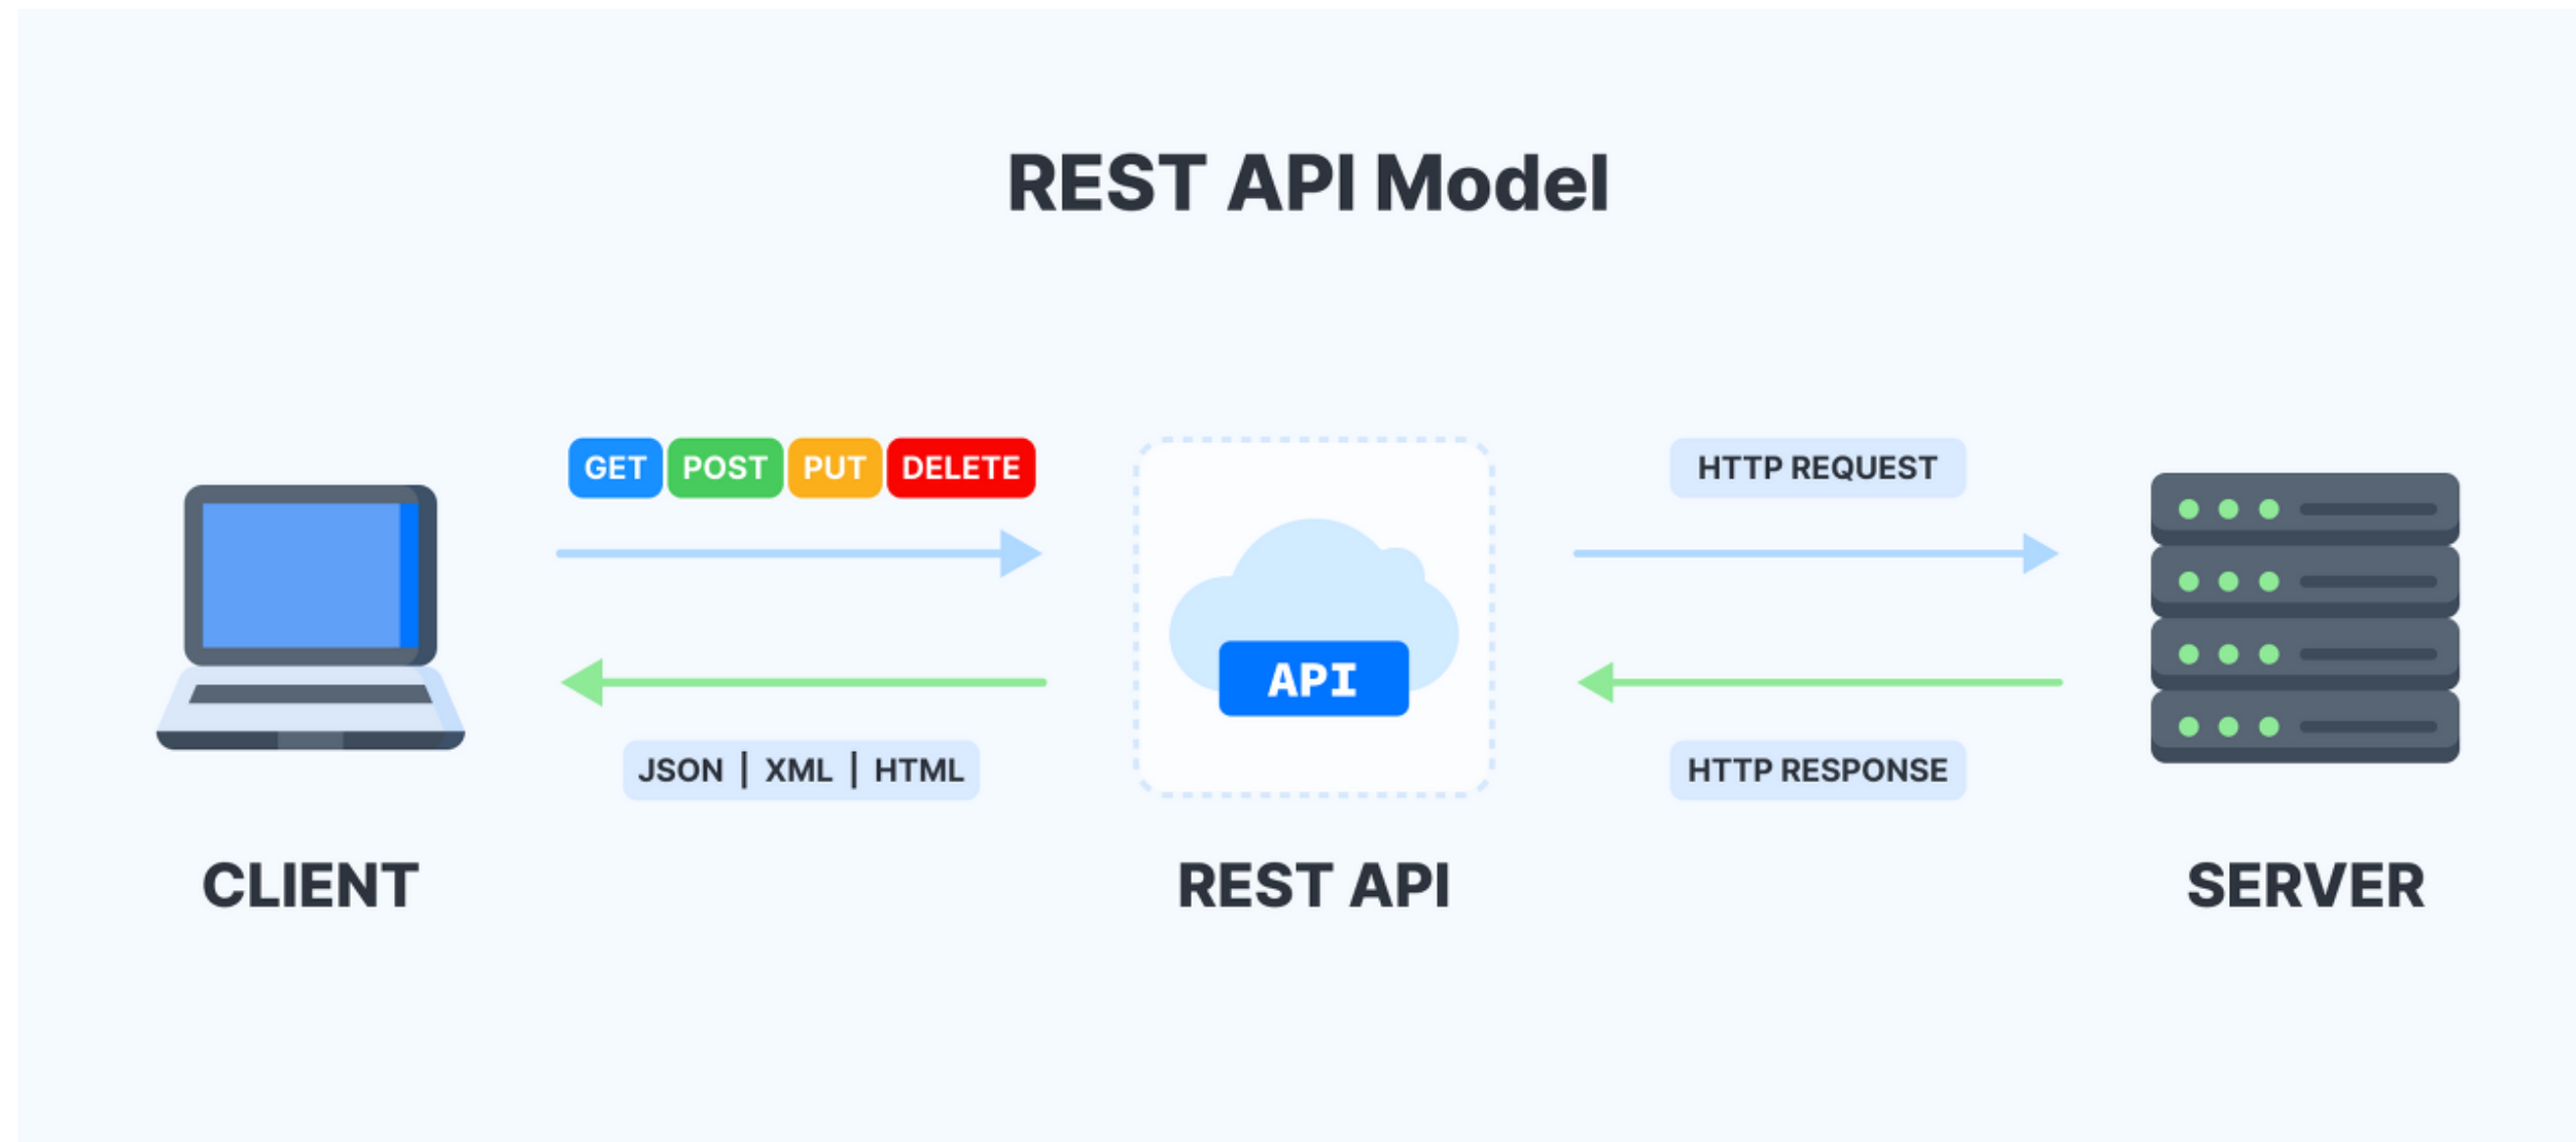 REST API Model
GET POST PUT DELETE
HTTP REQUEST
API
JSON | XML | HTML
HTTP RESPONSE
CLIENT
REST API
SERVER